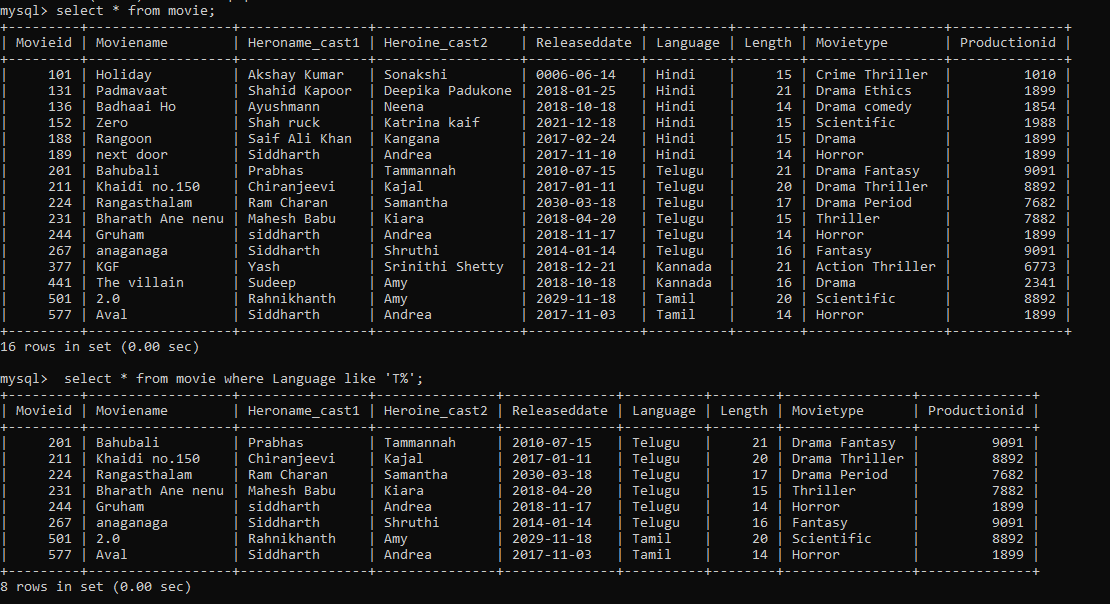 mysql> select * from movie;
+---------+------------------+----------------+-----------------+--------------+----------+--------+-----------------+--------------+
| Movieid | Moviename        | Heroname_cast1 | Heroine_cast2    | Releaseddate | Language | Length | Movietype       | Productionid |
+---------+------------------+----------------+-----------------+--------------+----------+--------+-----------------+--------------+
|     101 | Holiday          | Akshay Kumar   | Sonakshi         | 0006-06-14   | Hindi    |     15 | Crime Thriller  |         1010 |
|     131 | Padmavaat        | Shahid Kapoor  | Deepika Padukone | 2018-01-25   | Hindi    |     21 | Drama Ethics    |         1899 |
|     136 | Badhaai Ho       | Ayushmann      | Neena            | 2018-10-18   | Hindi    |     14 | Drama comedy    |         1854 |
|     152 | Zero             | Shah ruck      | Katrina kaif     | 2021-12-18   | Hindi    |     15 | Scientific      |         1988 |
|     188 | Rangoon          | Saif Ali Khan  | Kangana          | 2017-02-24   | Hindi    |     15 | Drama           |         1899 |
|     189 | next door        | Siddharth      | Andrea           | 2017-11-10   | Hindi    |     14 | Horror          |         1899 |
|     201 | Bahubali         | Prabhas        | Tammannah        | 2010-07-15   | Telugu   |     21 | Drama Fantasy   |         9091 |
|     211 | Khaidi no.150    | Chiranjeevi    | Kajal            | 2017-01-11   | Telugu   |     20 | Drama Thriller  |         8892 |
|     224 | Rangasthalam     | Ram Charan     | Samantha         | 2030-03-18   | Telugu   |     17 | Drama Period    |         7682 |
|     231 | Bharath Ane nenu | Mahesh Babu    | Kiara            | 2018-04-20   | Telugu   |     15 | Thriller        |         7882 |
|     244 | Gruham           | siddharth      | Andrea           | 2018-11-17   | Telugu   |     14 | Horror          |         1899 |
|     267 | anaganaga        | Siddharth      | Shruthi          | 2014-01-14   | Telugu   |     16 | Fantasy         |         9091 |
|     377 | KGF              | Yash           | Srinithi Shetty  | 2018-12-21   | Kannada  |     21 | Action Thriller |         6773 |
|     441 | The villain      | Sudeep         | Amy              | 2018-10-18   | Kannada  |     16 | Drama           |         2341 |
|     501 | 2.0              | Rahnikhanth    | Amy              | 2029-11-18   | Tamil    |     20 | Scientific      |         8892 |
|     577 | Aval             | Siddharth      | Andrea           | 2017-11-03   | Tamil    |     14 | Horror          |         1899 |
+---------+------------------+----------------+-----------------+--------------+----------+--------+-----------------+--------------+
16 rows in set (0.00 sec)
mysql>  select * from movie where Language like 'T%';
+---------+------------------+----------------+---------------+--------------+----------+--------+----------------+--------------+
| Movieid | Moviename        | Heroname_cast1 | Heroine_cast2 | Releaseddate | Language | Length | Movietype      | Productionid |
+---------+------------------+----------------+---------------+--------------+----------+--------+----------------+--------------+
|     201 | Bahubali         | Prabhas        | Tammannah     | 2010-07-15   | Telugu   |     21 | Drama Fantasy  |         9091 |
|     211 | Khaidi no.150    | Chiranjeevi    | Kajal         | 2017-01-11   | Telugu   |     20 | Drama Thriller |         8892 |
|     224 | Rangasthalam     | Ram Charan     | Samantha      | 2030-03-18   | Telugu   |     17 | Drama Period   |         7682 |
|     231 | Bharath Ane nenu | Mahesh Babu    | Kiara         | 2018-04-20   | Telugu   |     15 | Thriller       |         7882 |
|     244 | Gruham           | siddharth      | Andrea        | 2018-11-17   | Telugu   |     14 | Horror         |         1899 |
|     267 | anaganaga        | Siddharth      | Shruthi       | 2014-01-14   | Telugu   |     16 | Fantasy        |         9091 |
|     501 | 2.0              | Rahnikhanth    | Amy           | 2029-11-18   | Tamil    |     20 | Scientific     |         8892 |
|     577 | Aval             | Siddharth      | Andrea        | 2017-11-03   | Tamil    |     14 | Horror         |         1899 |
+---------+------------------+----------------+---------------+--------------+----------+--------+----------------+--------------+
8 rows in set (0.00 sec)